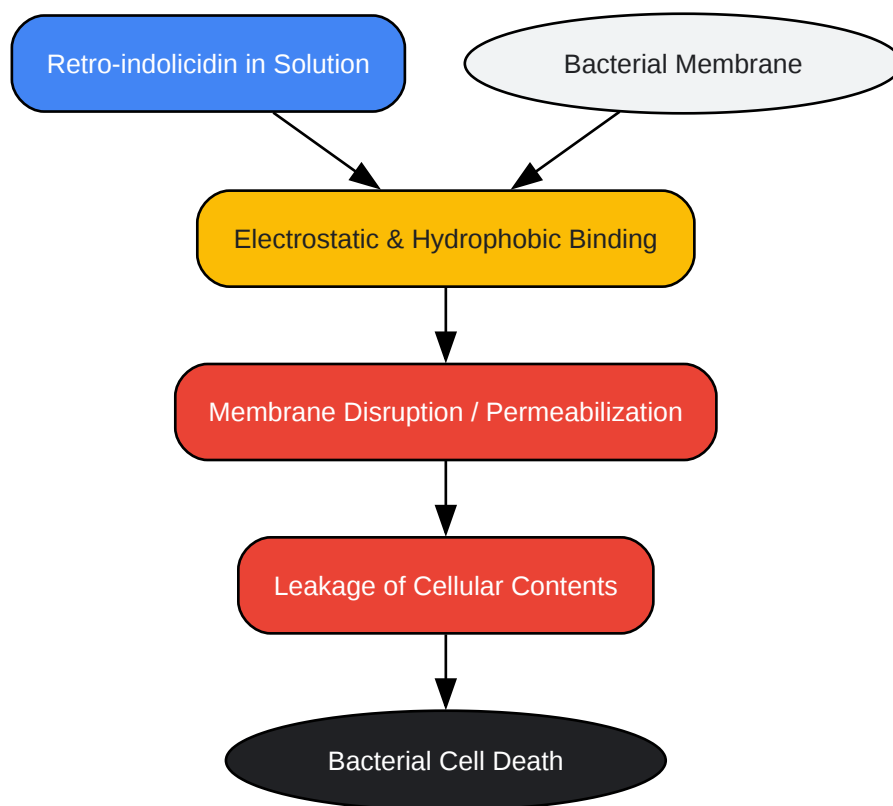 Retro-indolicidin in Solution
Bacterial Membrane
Electrostatic & Hydrophobic Binding
Membrane Disruption / Permeabilization
Leakage of Cellular Contents
Bacterial Cell Death